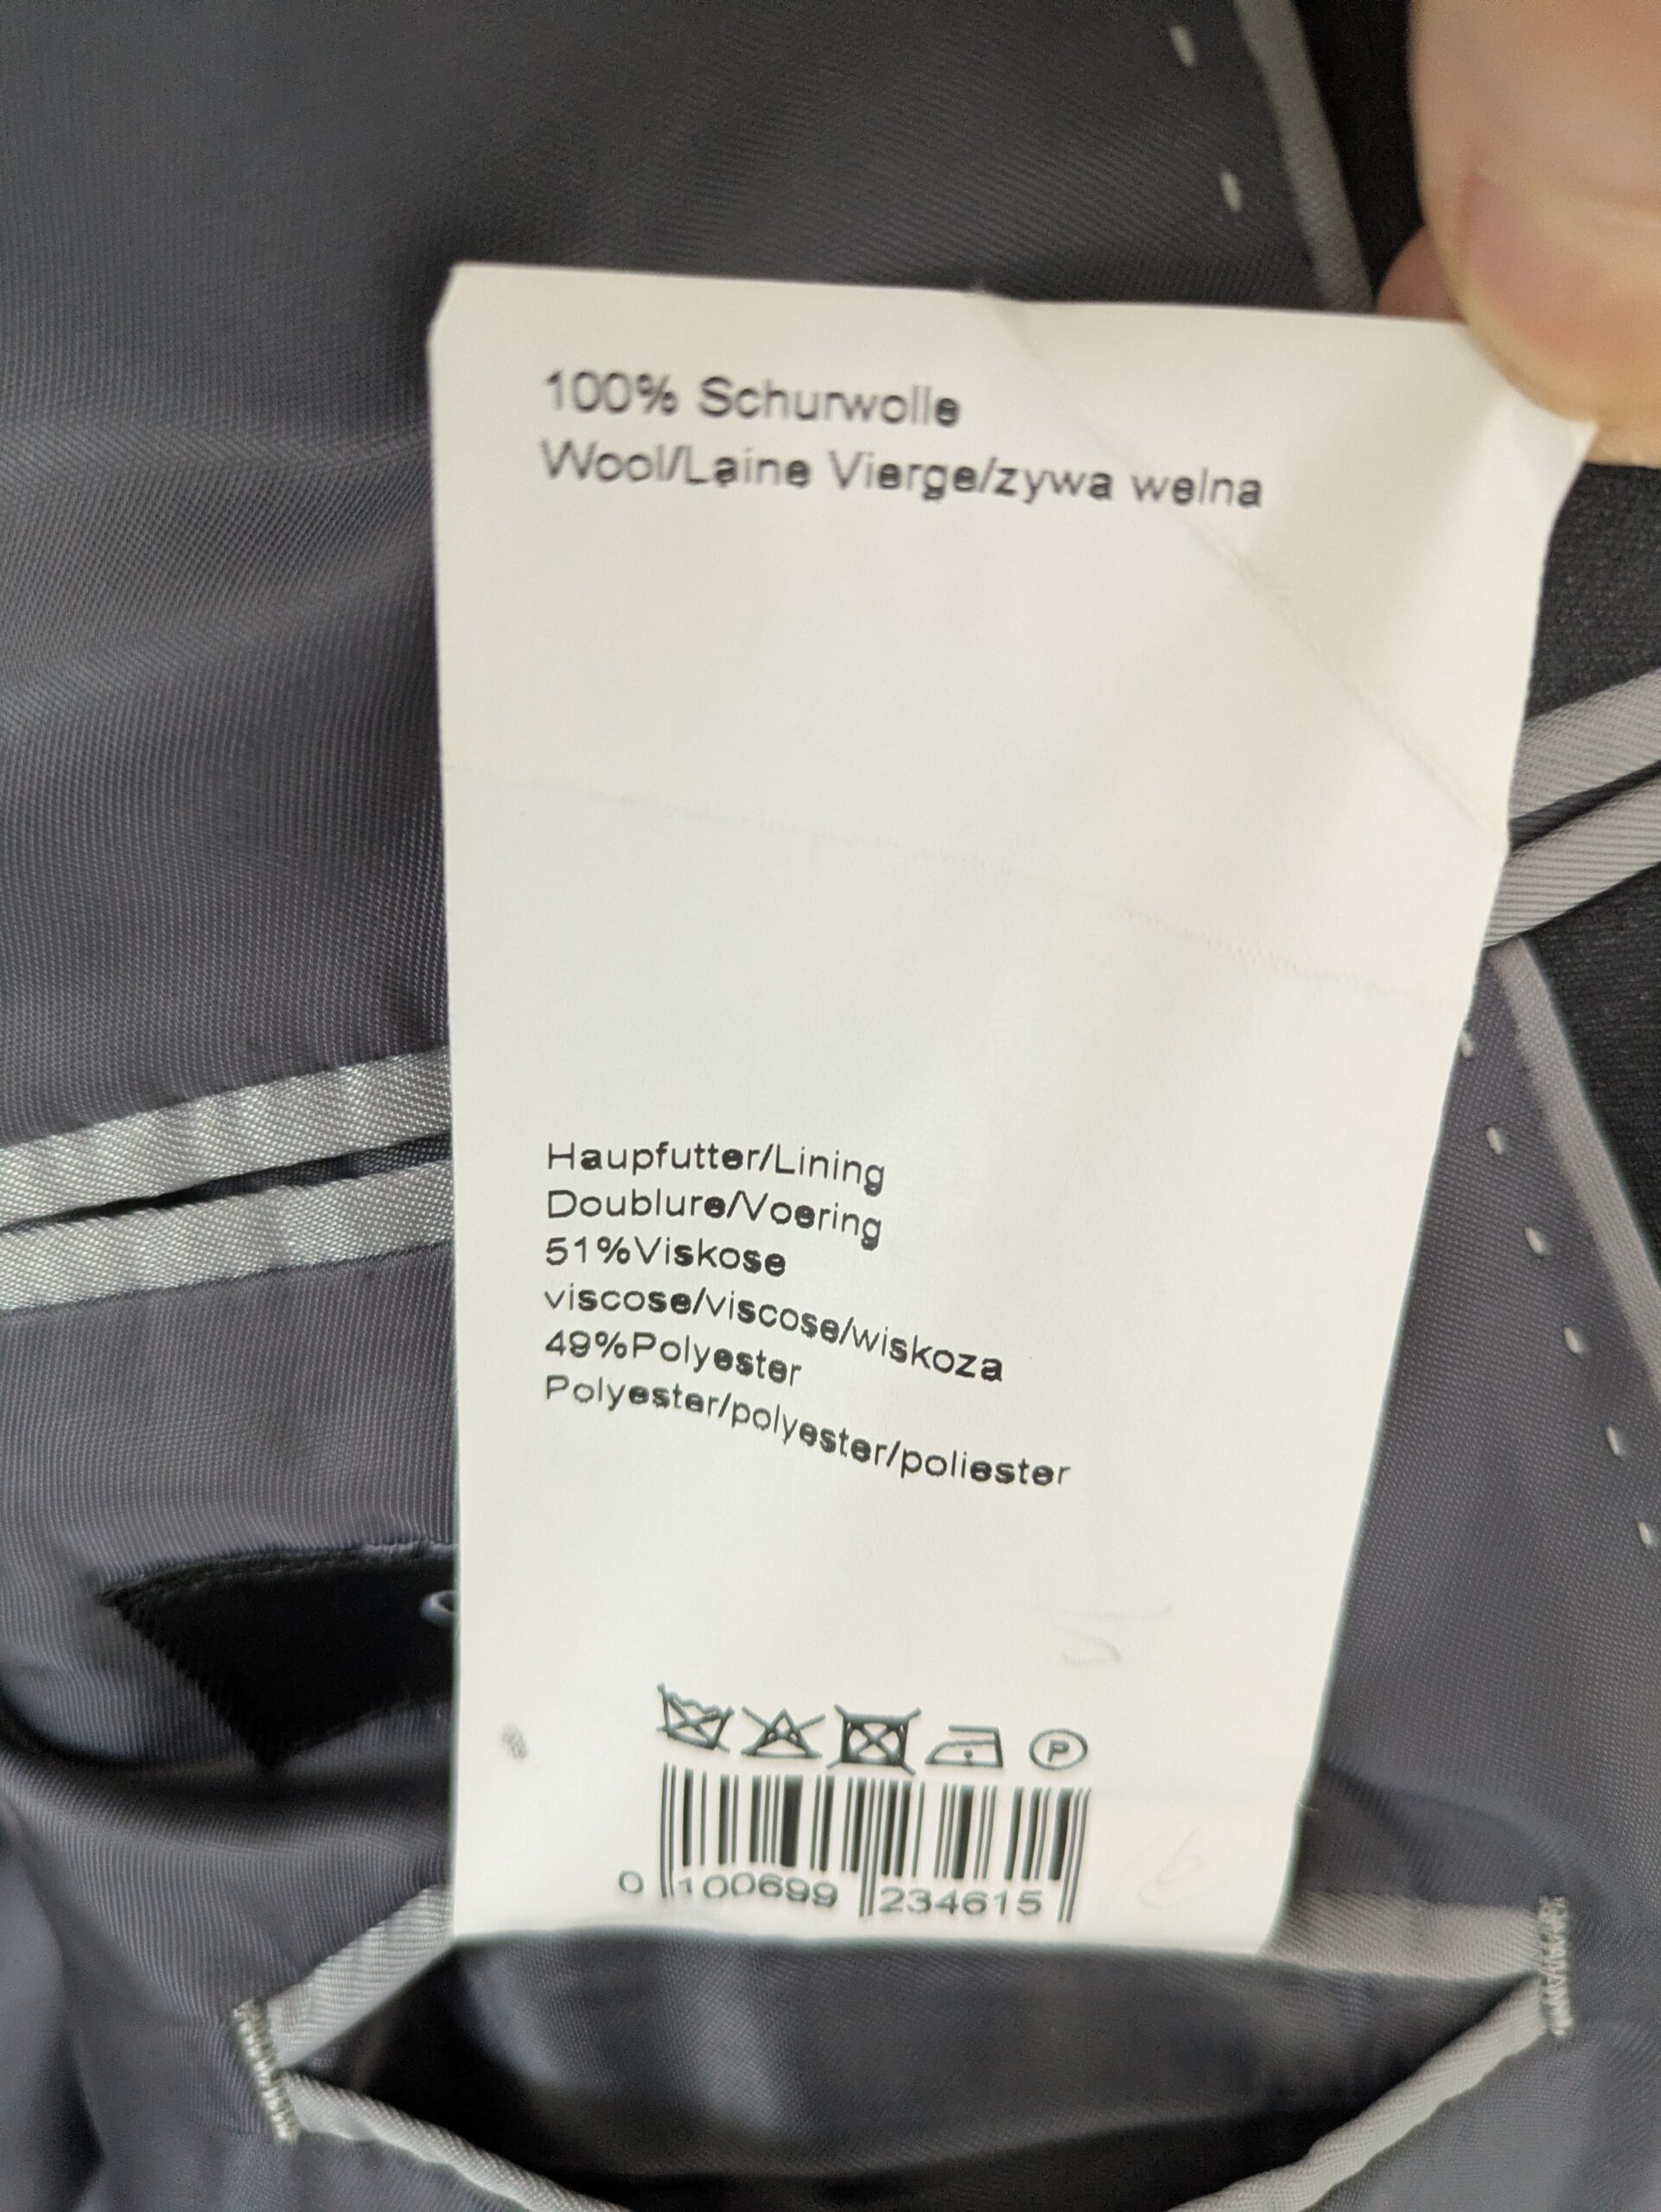 100% Schurwolle
Wool/Laine Vierge/zywa welna
Haupfutter/Lining
Doublure/Voering
51%Viskose
viscose/viscose/wiskoza
49%Polyester
Polyester/polyester/poliester
P
0 100699 234615